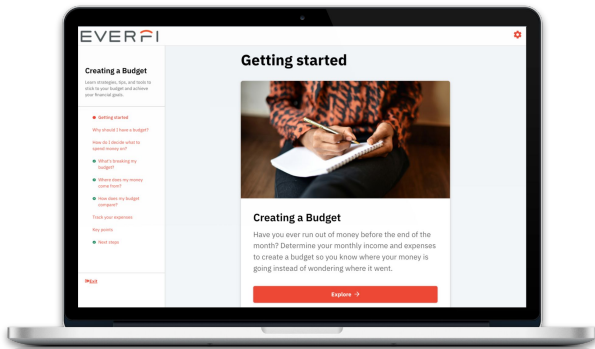 EVERFI
Creating a Budget
Learn strategies, tips, and tools to
stick to your budget and achieve
your financial goals.
Getting started
Why should I have a budget?
How do I decide what to
spend money on?
What's breaking my
budget?
Where does my money
come from?
How does my budget
compare?
Track your expenses
Key points
Next steps
Exit
Getting started
Creating a Budget
Have you ever run out of money before the end of the
month? Determine your monthly income and expenses
to create a budget so you know where your money is
going instead of wondering where it went.
Explore →